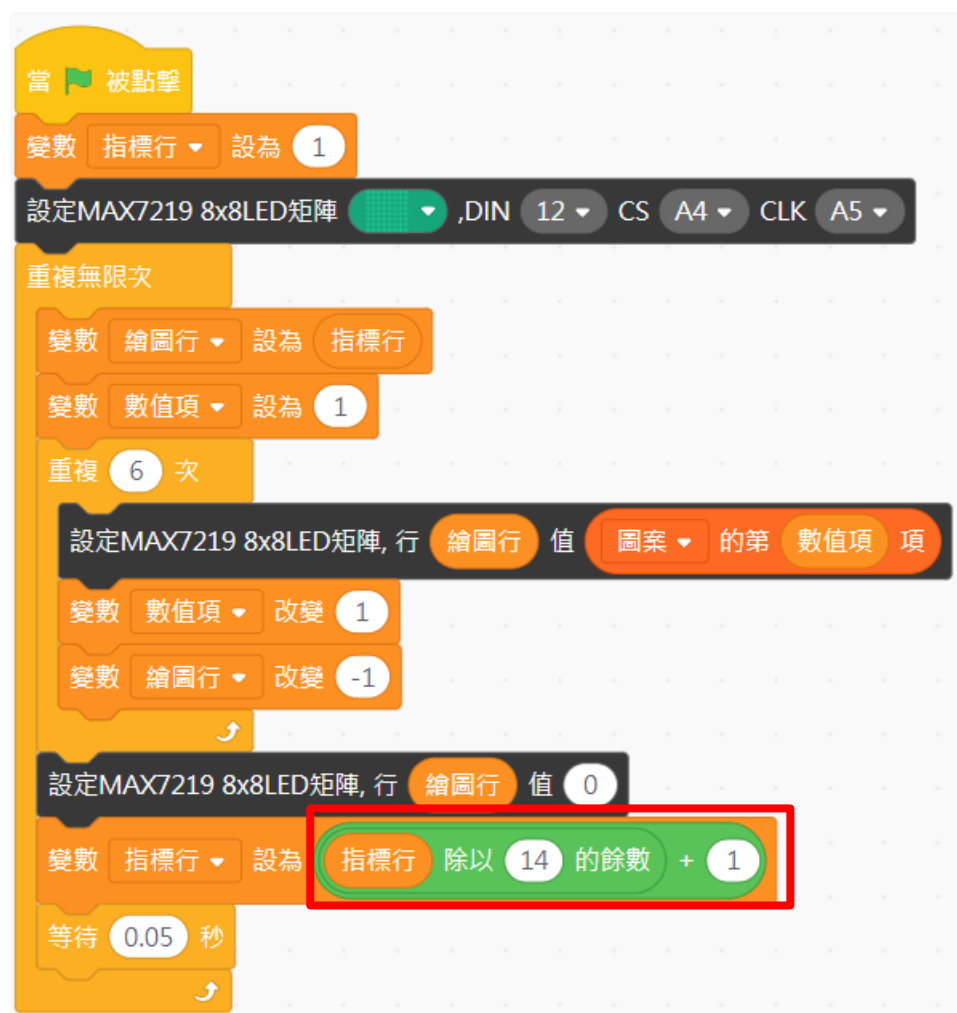 當 被點擊
變數 指標行 設為 1
設定MAX7219 8x8LED矩陣 ,DIN 12 CS A4 CLK A5
重複無限次
變數 繪圖行 設為 指標行
變數 數值項 設為 1
重複 6 次
設定MAX7219 8x8LED矩陣, 行 繪圖行 值 圖案 的第 數值項 項
變數 數值項 改變 1
變數 繪圖行 改變 -1
設定MAX7219 8x8LED矩陣, 行 繪圖行 值 0
變數 指標行 設為 指標行 除以 14 的餘數 + 1
等待 0.05 秒